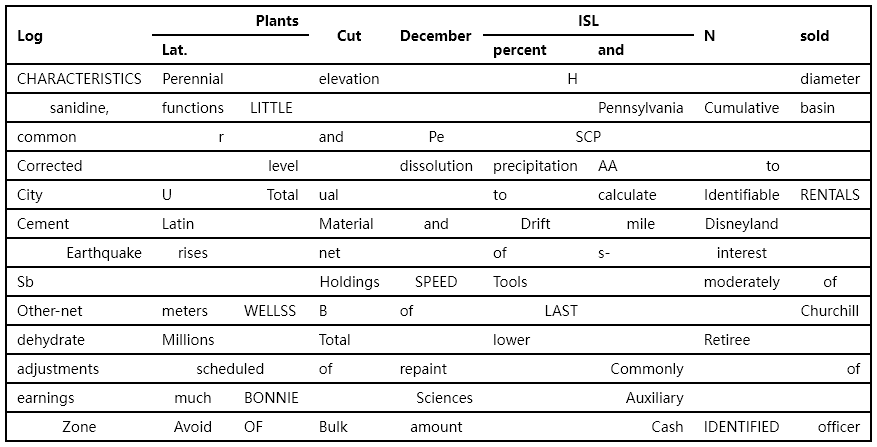 Log Plants Cut December ISL N sold
Lat. percent and
CHARACTERISTICS Perennial elevation H diameter
sanidine, functions LITTLE Pennsylvania Cumulative basin
common r and Pe SCP
Corrected level dissolution precipitation AA to
City U Total ual to calculate Identifiable RENTALS
Cement Latin Material and Drift mile Disneyland
Earthquake rises net of s- interest
Sb Holdings SPEED Tools moderately of
Other-net meters WELLSS B of LAST Churchill
dehydrate Millions Total lower Retiree
adjustments scheduled of repaint Commonly of
earnings much BONNIE Sciences Auxiliary
Zone Avoid OF Bulk amount Cash IDENTIFIED officer